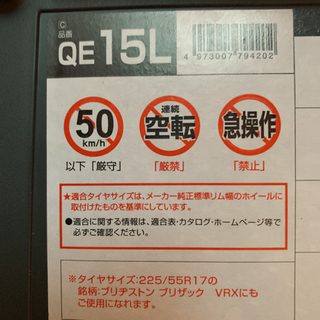 ©
品番
QE 15L
4 973007 794202
50
km/h
連続
空転
急操作
以下「厳守」
「厳禁」
「禁止」
★適合タイヤサイズは、メーカー純正標準リム幅のホイールに
取付けたものを基準にしています。
●適合に関する情報は、適合表・カタログ・ホームページ等で
必ずご確認ください。
※タイヤサイズ:225/55R17の
銘柄:ブリヂストン ブリザック VRXにも
ご使用になれます。